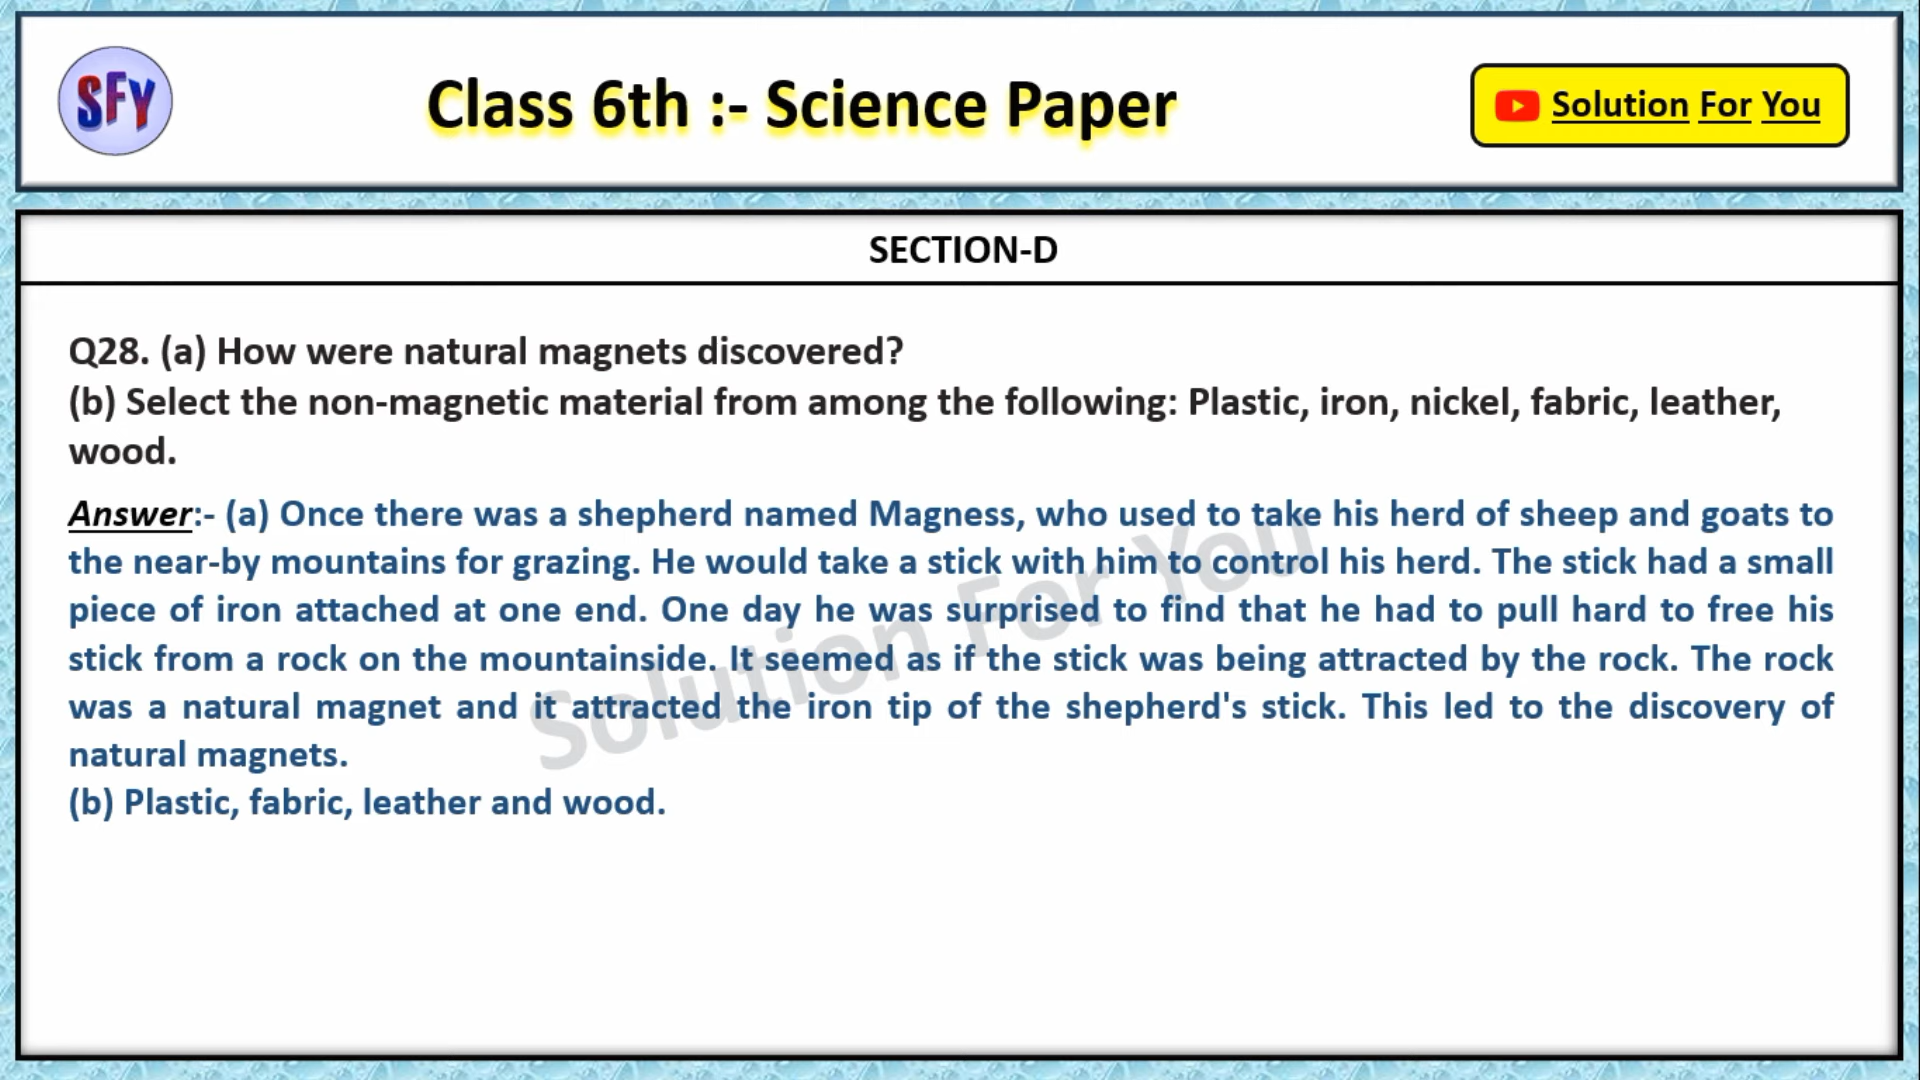 SFY
Class 6th :- Science Paper
Solution For You
SECTION-D
Q28. (a) How were natural magnets discovered?
(b) Select the non-magnetic material from among the following: Plastic, iron, nickel, fabric, leather,
wood.
Answer:- (a) Once there was a shepherd named Magness, who used to take his herd of sheep and goats to
the near-by mountains for grazing. He would take a stick with him to control his herd. The stick had a small
piece of iron attached at one end. One day he was surprised to find that he had to pull hard to free his
stick from a rock on the mountainside. It seemed as if the stick was being attracted by the rock. The rock
was a natural magnet and it attracted the iron tip of the shepherd's stick. This led to the discovery of
natural magnets.
(b) Plastic, fabric, leather and wood.
Solution For You